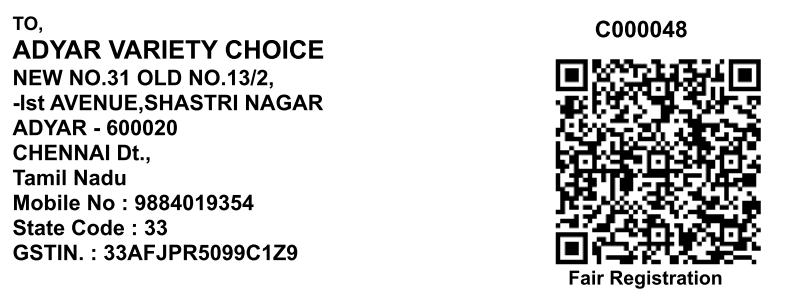 TO,
ADYAR VARIETY CHOICE
NEW NO.31 OLD NO.13/2,
-Ist AVENUE,SHASTRI NAGAR
ADYAR - 600020
CHENNAI Dt.,
Tamil Nadu
Mobile No : 9884019354
State Code : 33
GSTIN. : 33AFJPR5099C1Z9
C000048
Fair Registration